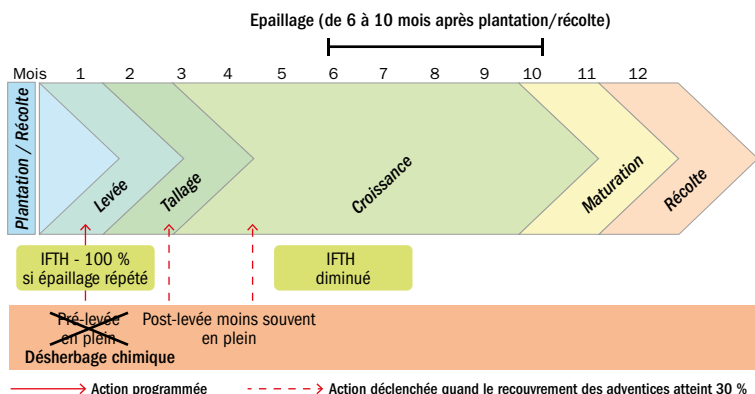 Epaillage (de 6 à 10 mois après plantation/récolte)
Mois 1 2 3 4 5 6 7 8 9 10 11 12
Plantation / Récolte
Levée
Tallage
Croissance
Maturation
Récolte
IFTH - 100 %
si épaillage répété
IFTH
diminué
Pré-levée
en plein
Post-levée moins souvent
en plein
Désherbage chimique
Action programmée
Action déclenchée quand le recouvrement des adventices atteint 30 %